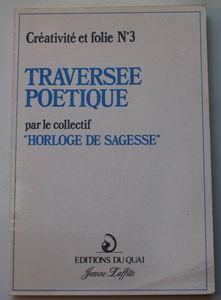 Créativité et folie N°3
TRAVERSEE
POETIQUE
par le collectif
"HORLOGE DE SAGESSE"
EDITIONS DU QUAI
Jeanne Laffitte